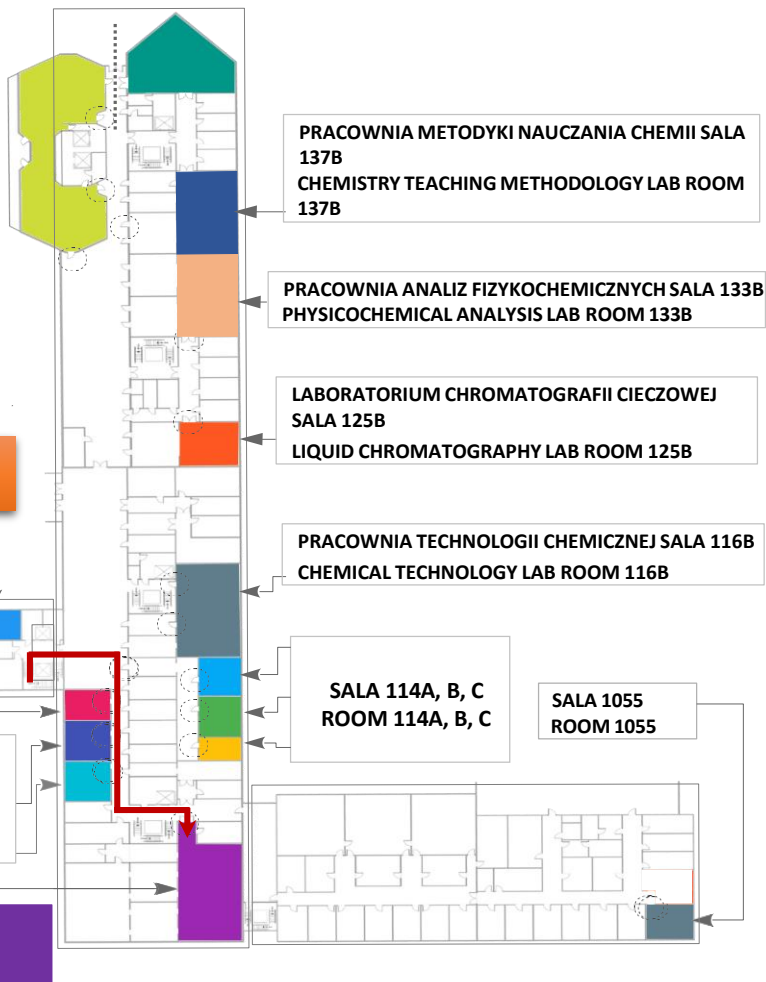 PRACOWNIA METODYKI NAUCZANIA CHEMII SALA
137B
CHEMISTRY TEACHING METHODOLOGY LAB ROOM
137B
PRACOWNIA ANALIZ FIZYKOCHEMICZNYCH SALA 133B
PHYSICOCHEMICAL ANALYSIS LAB ROOM 133B
LABORATORIUM CHROMATOGRAFII CIECZOWEJ
SALA 125B
LIQUID CHROMATOGRAPHY LAB ROOM 125B
PRACOWNIA TECHNOLOGII CHEMICZNEJ SALA 116B
CHEMICAL TECHNOLOGY LAB ROOM 116B
SALA 114A, B, C
ROOM 114A, B, C
SALA 1055
ROOM 1055